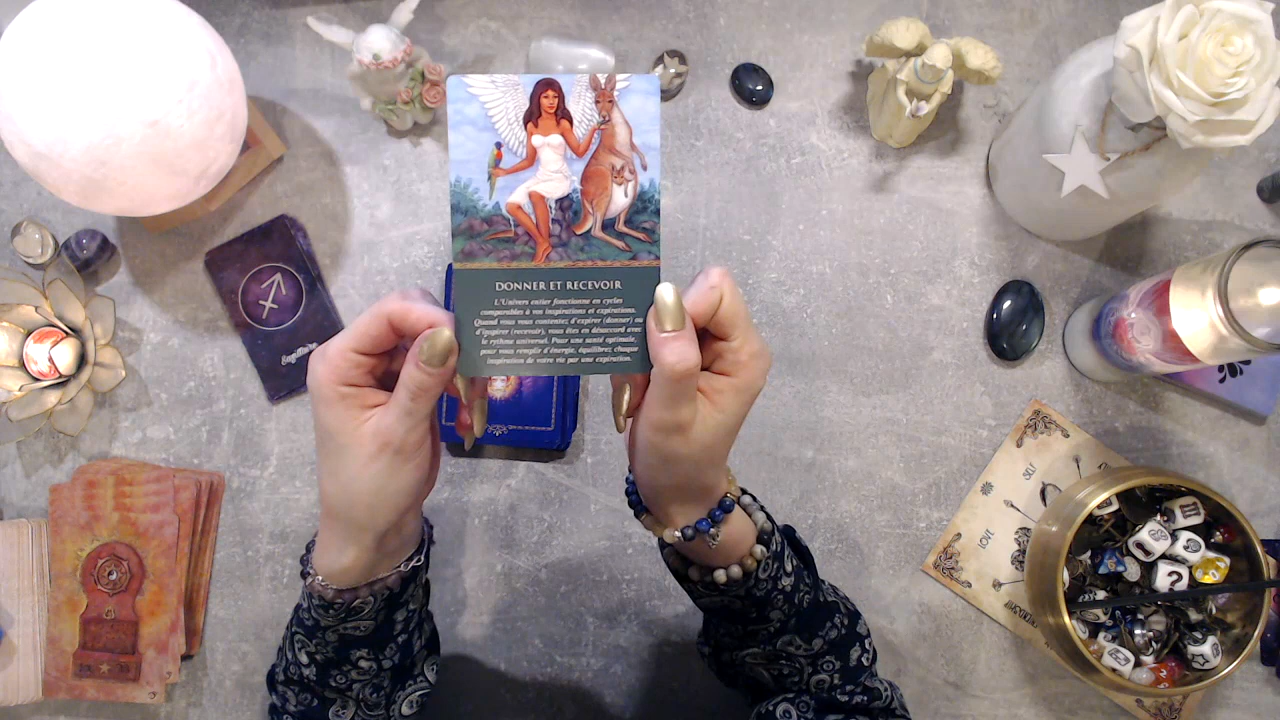 DONNER ET RECEVOIR
L'Univers entier fonctionne en cycles
comparables à vos inspirations et expirations.
Quand vous vous contentez d'expirer (donner) ou
d'inspirer (recevoir), vous êtes en désaccord avec
le rythme universel. Pour une santé optimale,
pour vous remplir d'énergie, équilibrez chaque
inspiration de votre vie par une expiration.
Sagittaire
SELF
LOVE
?